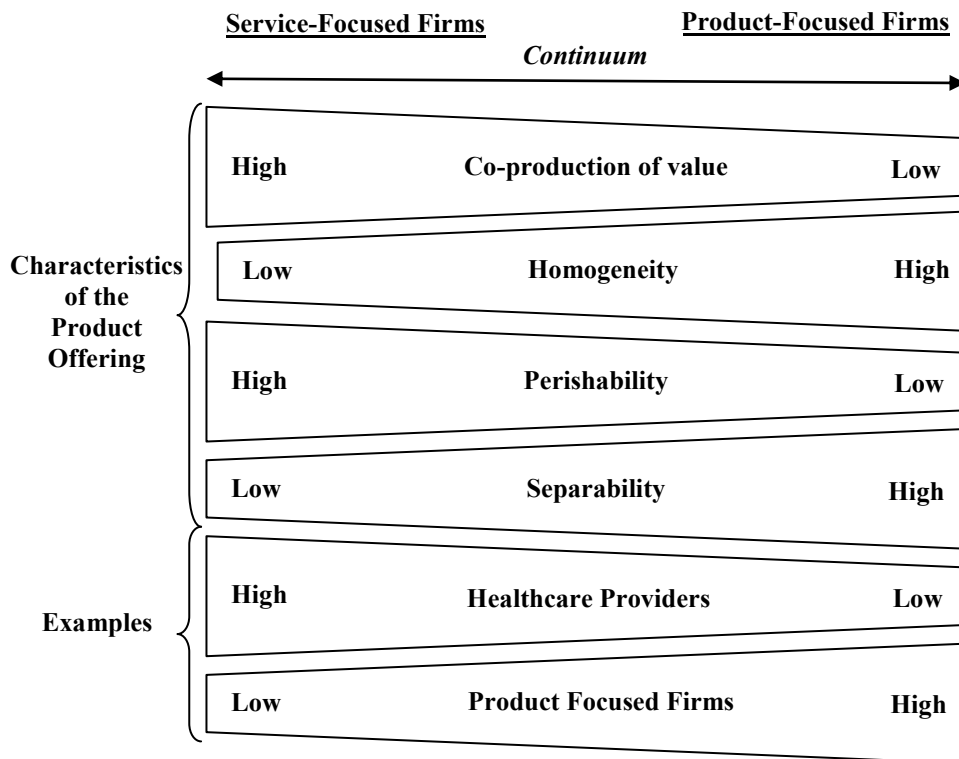 Service-Focused Firms
Product-Focused Firms
Continuum
High Co-production of value Low
Characteristics
of the
Product
Offering
Low Homogeneity High
High Perishability Low
Low Separability High
Examples
High Healthcare Providers Low
Low Product Focused Firms High